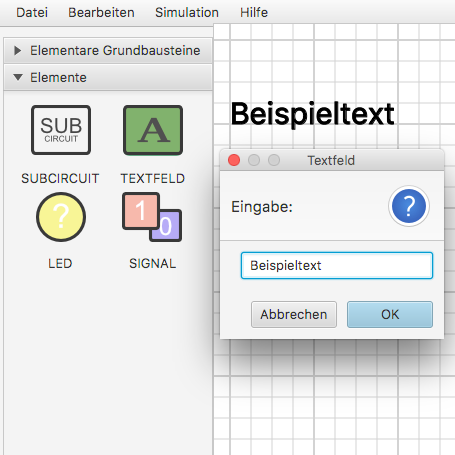 Datei Bearbeiten Simulation Hilfe
Elementare Grundbausteine
Elemente
SUB
CIRCUIT
A
SUBCIRCUIT TEXTFELD
?
1
0
LED SIGNAL
Beispieltext
Textfeld
Eingabe:
?
Beispieltext
Abbrechen OK